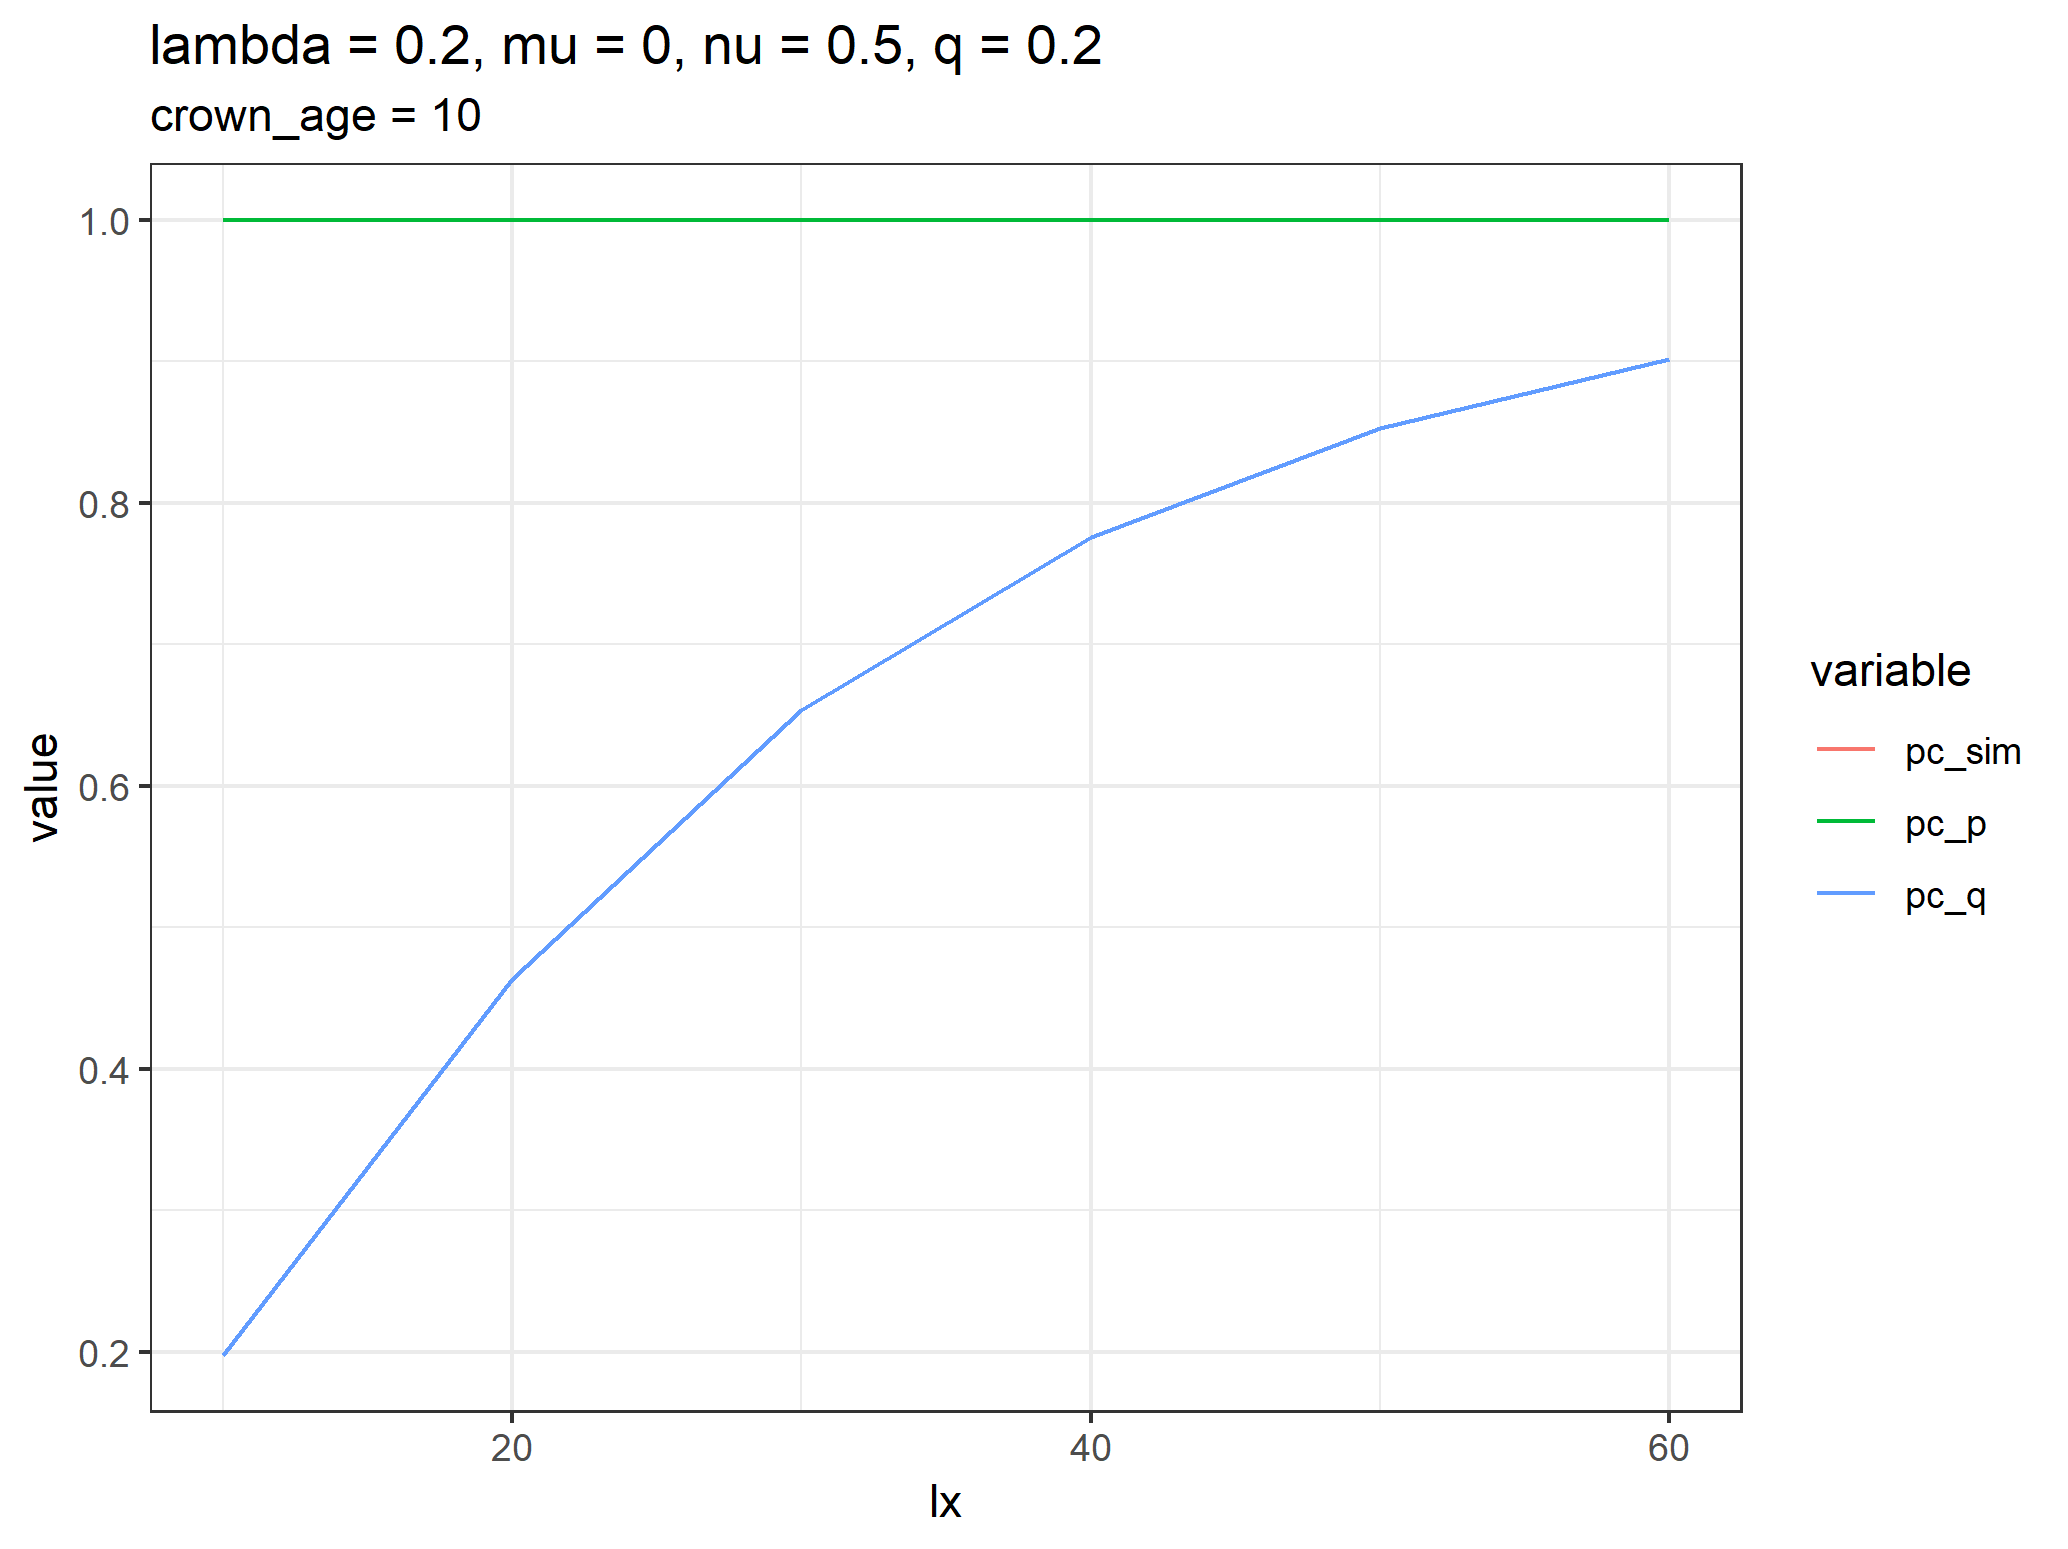 lambda = 0.2, mu = 0, nu = 0.5, q = 0.2
crown_age = 10
1.0
0.8
0.6
0.4
0.2
value
20
40
60
lx
variable
pc_sim
pc_p
pc_q